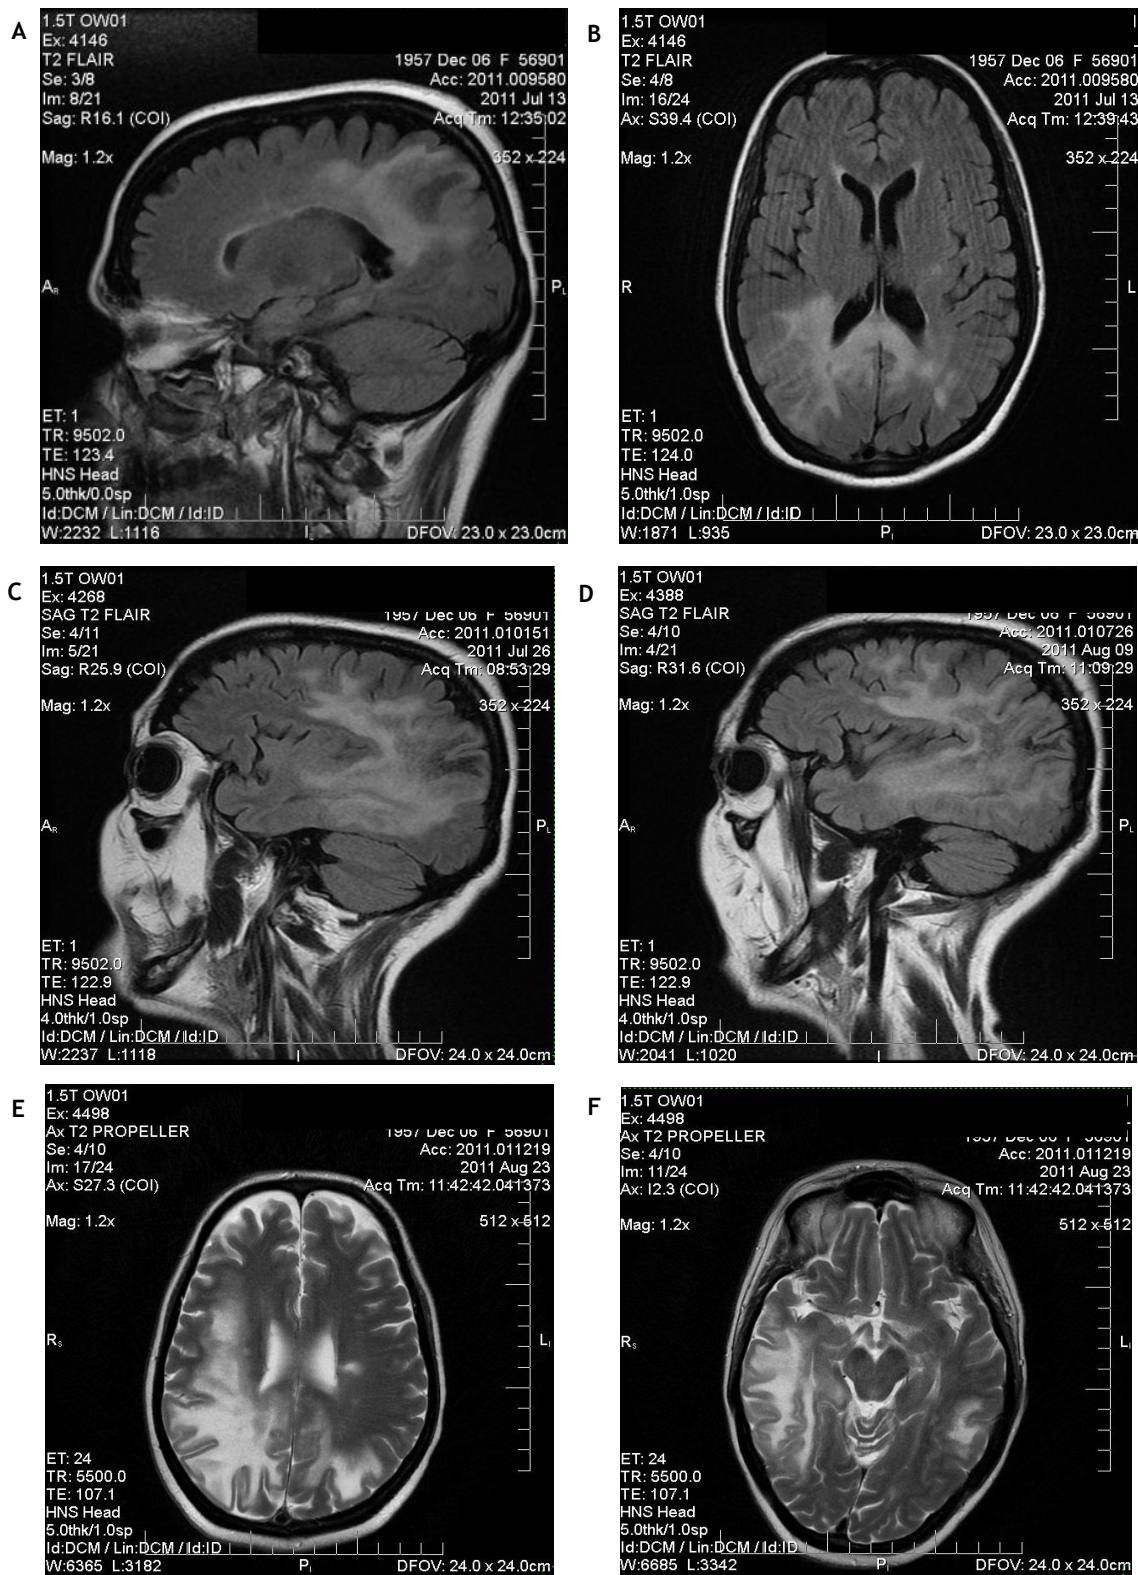 A
1.5T OW01
Ex: 4146
T2 FLAIR
Se: 3/8
Im: 8/21
Sag: R16.1 (COI)
Mag: 1.2x
1957 Dec 06 F 56901
Acc: 2011.009580
2011 Jul 13
Acq Tm: 12:35:02
352 x 224
AR
PL
ET: 1
TR: 9502.0
TE: 123.4
HNS Head
5.0thk/0.0sp
Id:DCM / Lin:DCM / Id:ID
W:2232 L:1116
DFOV: 23.0 x 23.0cm
B
1.5T OW01
Ex: 4146
T2 FLAIR
Se: 4/8
Im: 16/24
Ax: S39.4 (COI)
Mag: 1.2x
1957 Dec 06 F 56901
Acc: 2011.009580
2011 Jul 13
Acq Tm: 12:39:43
352 x 224
R
L
ET: 1
TR: 9502.0
TE: 124.0
HNS Head
5.0thk/1.0sp
Id:DCM / Lin:DCM / Id:ID
W:1871 L:935
PI
DFOV: 23.0 x 23.0cm
C
1.5T OW01
Ex: 4268
SAG T2 FLAIR
Se: 4/11
Im: 5/21
Sag: R25.9 (COI)
Mag: 1.2x
1957 Dec 06 F 56901
Acc: 2011.010151
2011 Jul 26
Acq Tm: 08:53:29
352 x 224
AR
PL
ET: 1
TR: 9502.0
TE: 122.9
HNS Head
4.0thk/1.0sp
Id:DCM / Lin:DCM / Id:ID
W:2237 L:1118
I
DFOV: 24.0 x 24.0cm
D
1.5T OW01
Ex: 4388
SAG T2 FLAIR
Se: 4/10
Im: 4/21
Sag: R31.6 (COI)
Mag: 1.2x
1957 Dec 06 F 56901
Acc: 2011.010726
2011 Aug 09
Acq Tm: 11:09:29
352 x 224
AR
PL
ET: 1
TR: 9502.0
TE: 122.9
HNS Head
4.0thk/1.0sp
Id:DCM / Lin:DCM / Id:ID
W:2041 L:1020
I
DFOV: 24.0 x 24.0cm
E
1.5T OW01
Ex: 4498
Ax T2 PROPELLER
Se: 4/10
Im: 17/24
Ax: S27.3 (COI)
Mag: 1.2x
1957 Dec 06 F 56901
Acc: 2011.011219
2011 Aug 23
Acq Tm: 11:42:42.041373
512 x 512
RS
LI
ET: 24
TR: 5500.0
TE: 107.1
HNS Head
5.0thk/1.0sp
Id:DCM / Lin:DCM / Id:ID
W:6365 L:3182
PI
DFOV: 24.0 x 24.0cm
F
1.5T OW01
Ex: 4498
Ax T2 PROPELLER
Se: 4/10
Im: 11/24
Ax: I2.3 (COI)
Mag: 1.2x
1957 Dec 06 F 56901
Acc: 2011.011219
2011 Aug 23
Acq Tm: 11:42:42.041373
512 x 512
RS
LI
ET: 24
TR: 5500.0
TE: 107.1
HNS Head
5.0thk/1.0sp
Id:DCM / Lin:DCM / Id:ID
W:6685 L:3342
PI
DFOV: 24.0 x 24.0cm